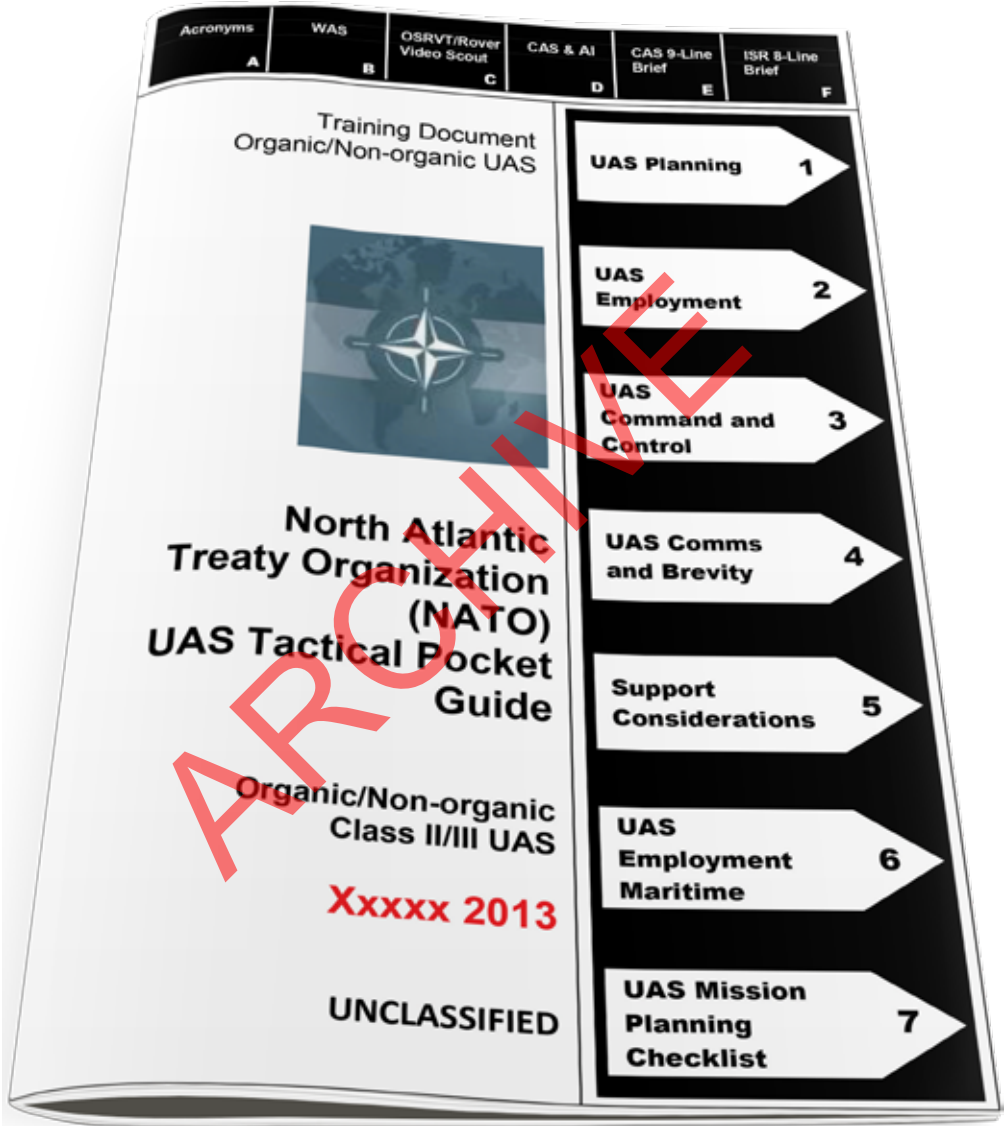 Acronyms
A
WAS
B
OSRVT/Rover
Video Scout
C
CAS & AI
D
CAS 9-Line
Brief
E
ISR 8-Line
Brief
F
Training Document
Organic/Non-organic UAS
North Atlantic
Treaty Organization
(NATO)
UAS Tactical Pocket
Guide
Organic/Non-organic
Class II/III UAS
Xxxxx 2013
UNCLASSIFIED
UAS Planning 1
UAS
Employment 2
UAS
Command and
Control 3
UAS Comms
and Brevity 4
Support
Considerations 5
UAS
Employment
Maritime 6
UAS Mission
Planning
Checklist 7
ARCHIVE